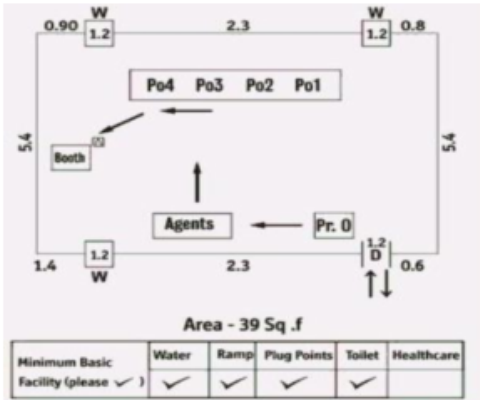 W W
0.90 1.2 2.3 1.2 0.8
Po4 Po3 Po2 Po1
5.4 5.4
Booth
Agents Pr. O
1.2
1.2 D
1.4 W 2.3 0.6
Area - 39 Sq .f
Minimum Basic Water Ramp Plug Points Toilet Healthcare
Facility (please ✓ ) ✓ ✓ ✓ ✓